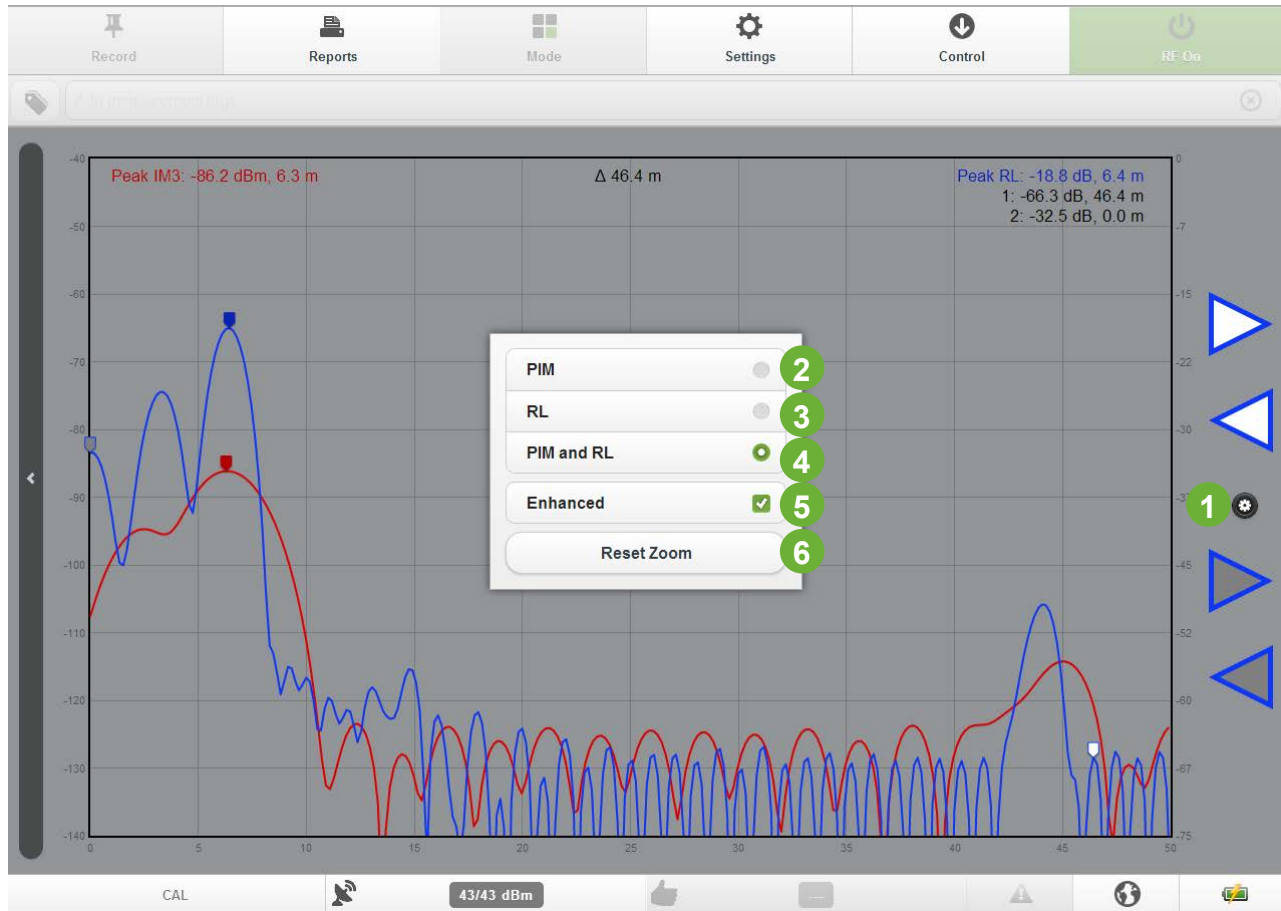 Record Reports Mode Settings Control RF On
Add measurement tags
Peak IM3: -86.2 dBm, 6.3 m Δ 46.4 m Peak RL: -18.8 dB, 6.4 m
1: -66.3 dB, 46.4 m
2: -32.5 dB, 0.0 m
-40 0
-50 -7
-60 -15
-70 -22
-80 -30
-90 -37
-100 -45
-110 -52
-120 -60
-130 -67
-140 -75
PIM 2
RL 3
PIM and RL 4
Enhanced 5
Reset Zoom 6
1
0 5 10 15 20 25 30 35 40 45 50
CAL 43/43 dBm ---